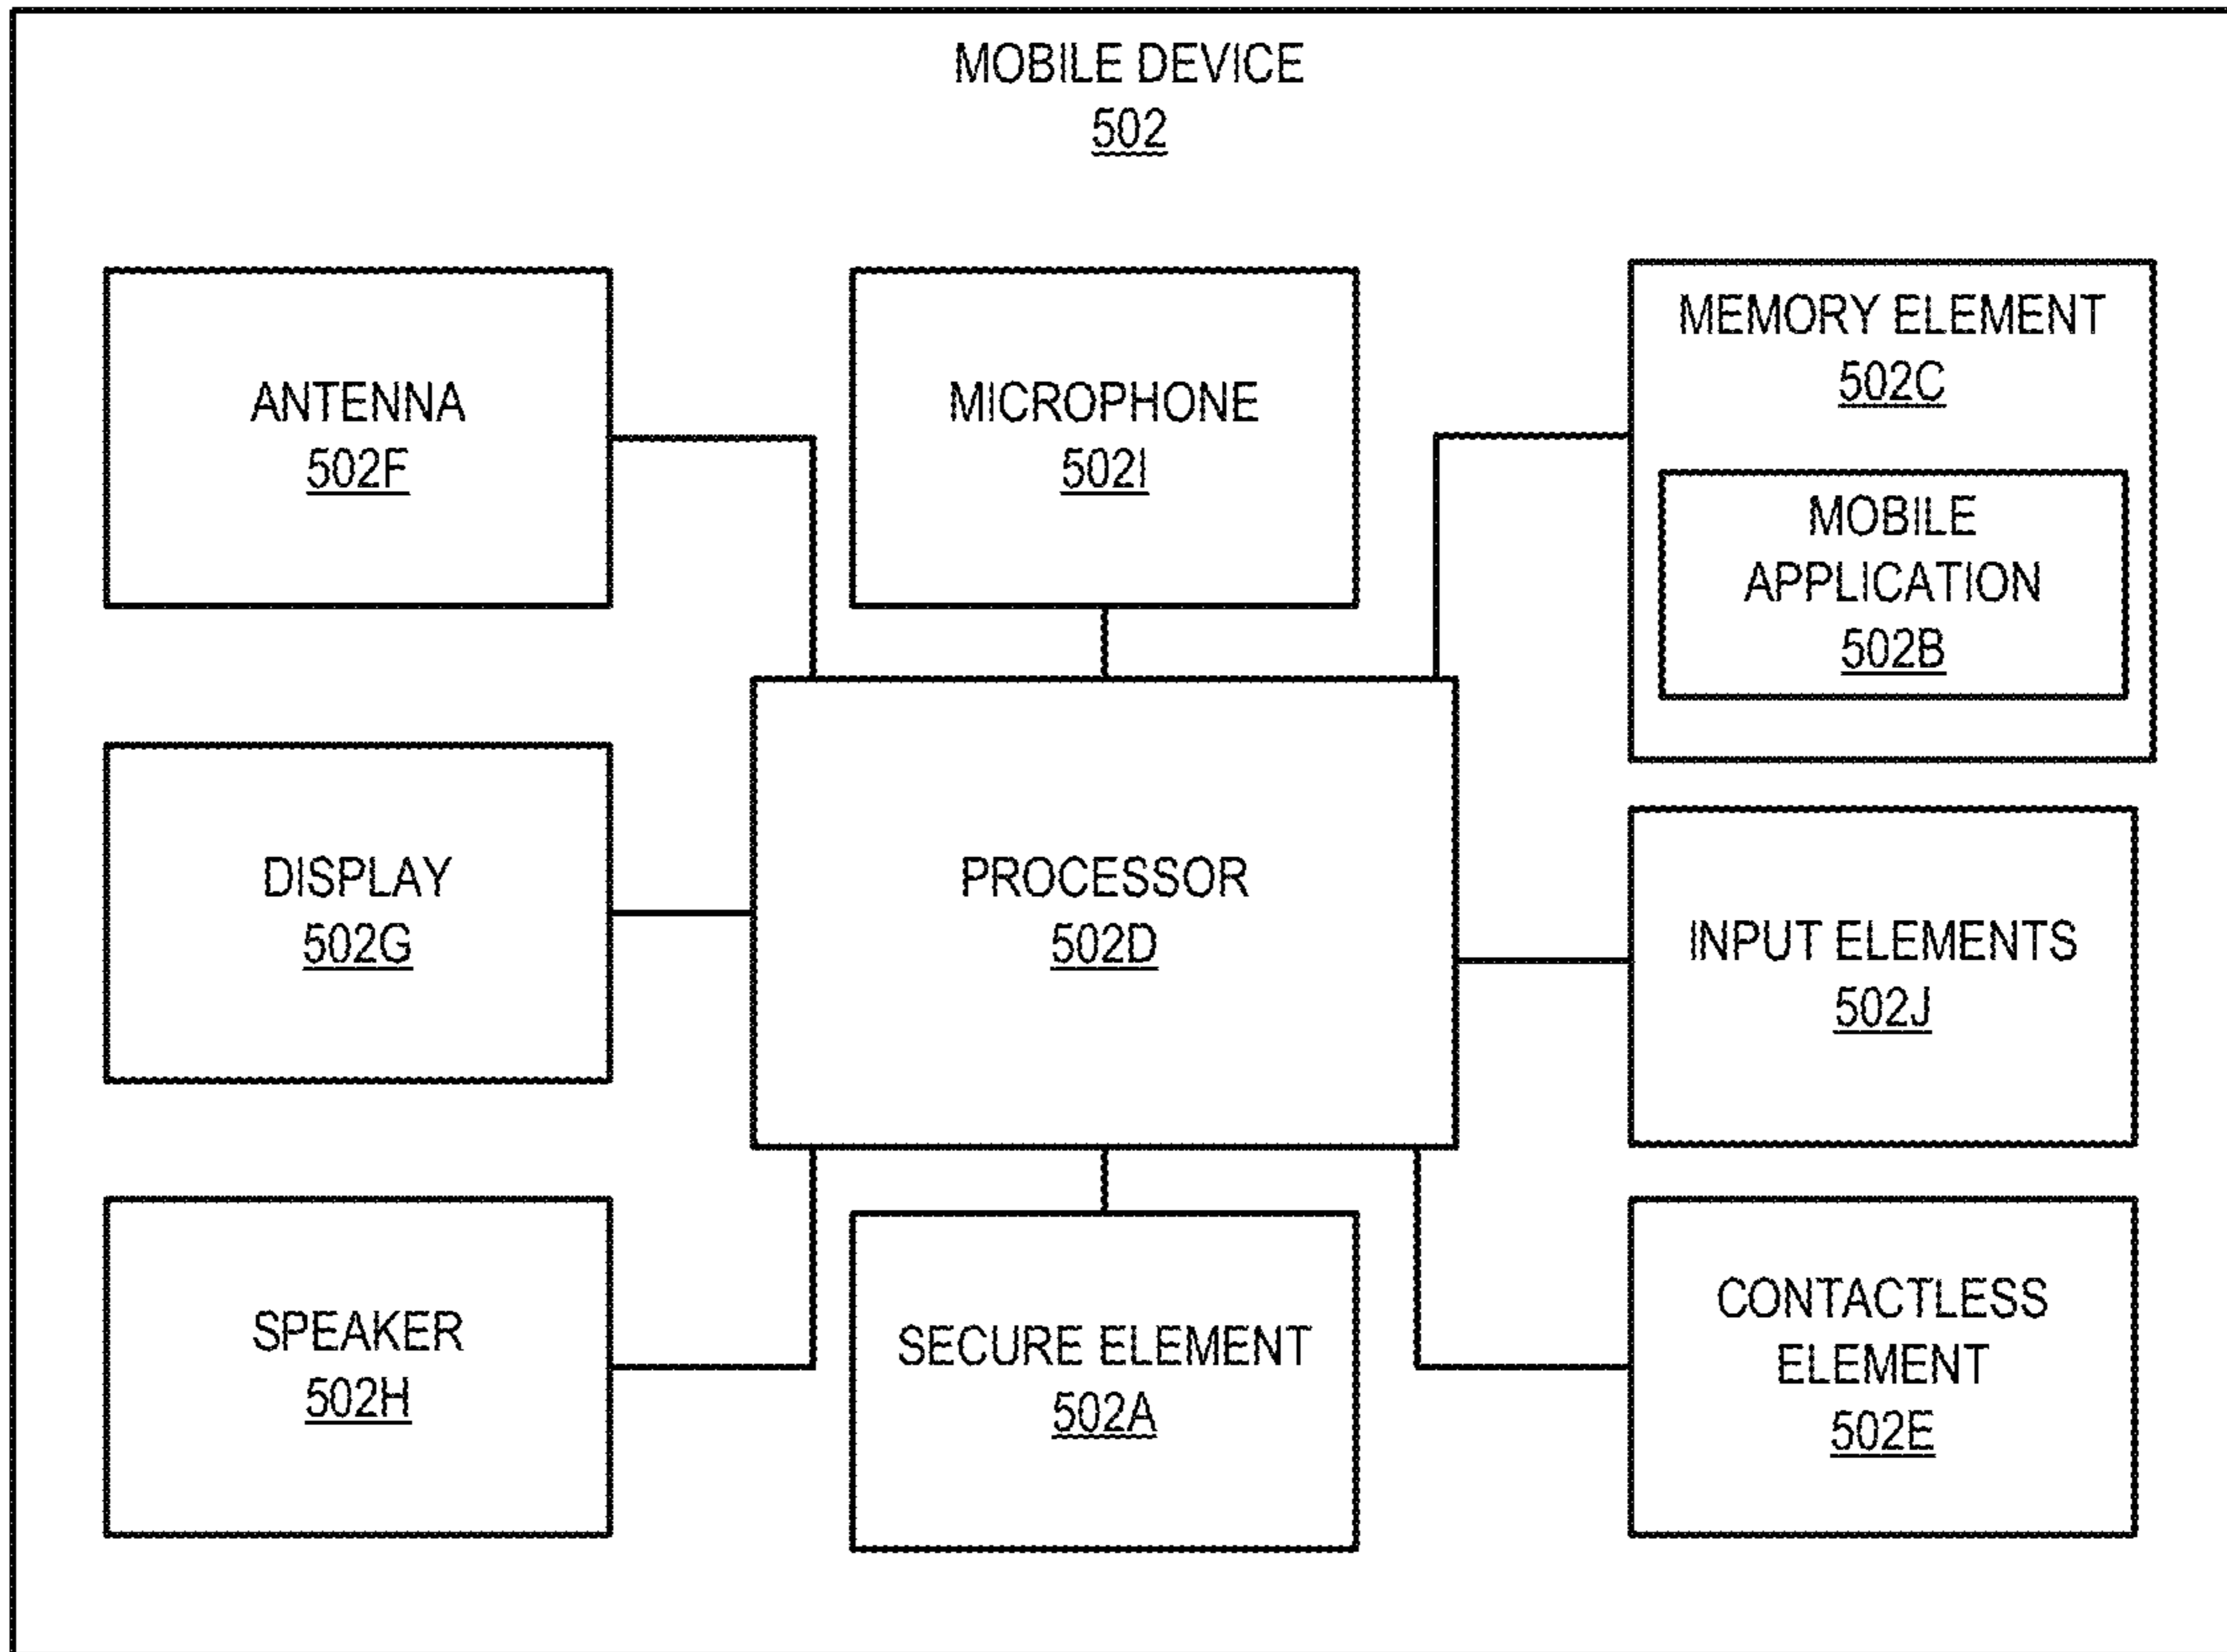 MOBILE DEVICE
502
ANTENNA
502F
MICROPHONE
502I
MEMORY ELEMENT
502C
MOBILE
APPLICATION
502B
DISPLAY
502G
PROCESSOR
502D
INPUT ELEMENTS
502J
SPEAKER
502H
SECURE ELEMENT
502A
CONTACTLESS
ELEMENT
502E